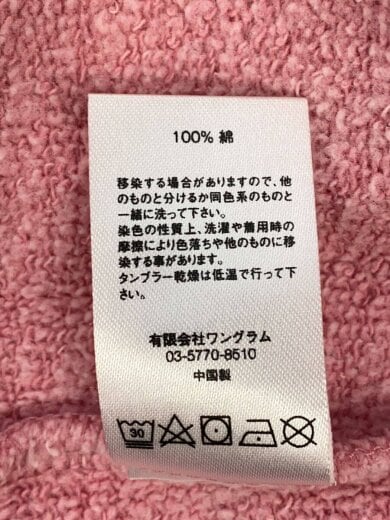 100% 綿
移染する場合がありますので、他
のものと分けるか同色系のものと
一緒に洗って下さい。
染色の性質上、洗濯や着用時の
摩擦により色落ちや他のものに移
染する事があります。
タンブラー乾燥は低温で行って下
さい。
有限会社ワングラム
03-5770-8510
中国製
30